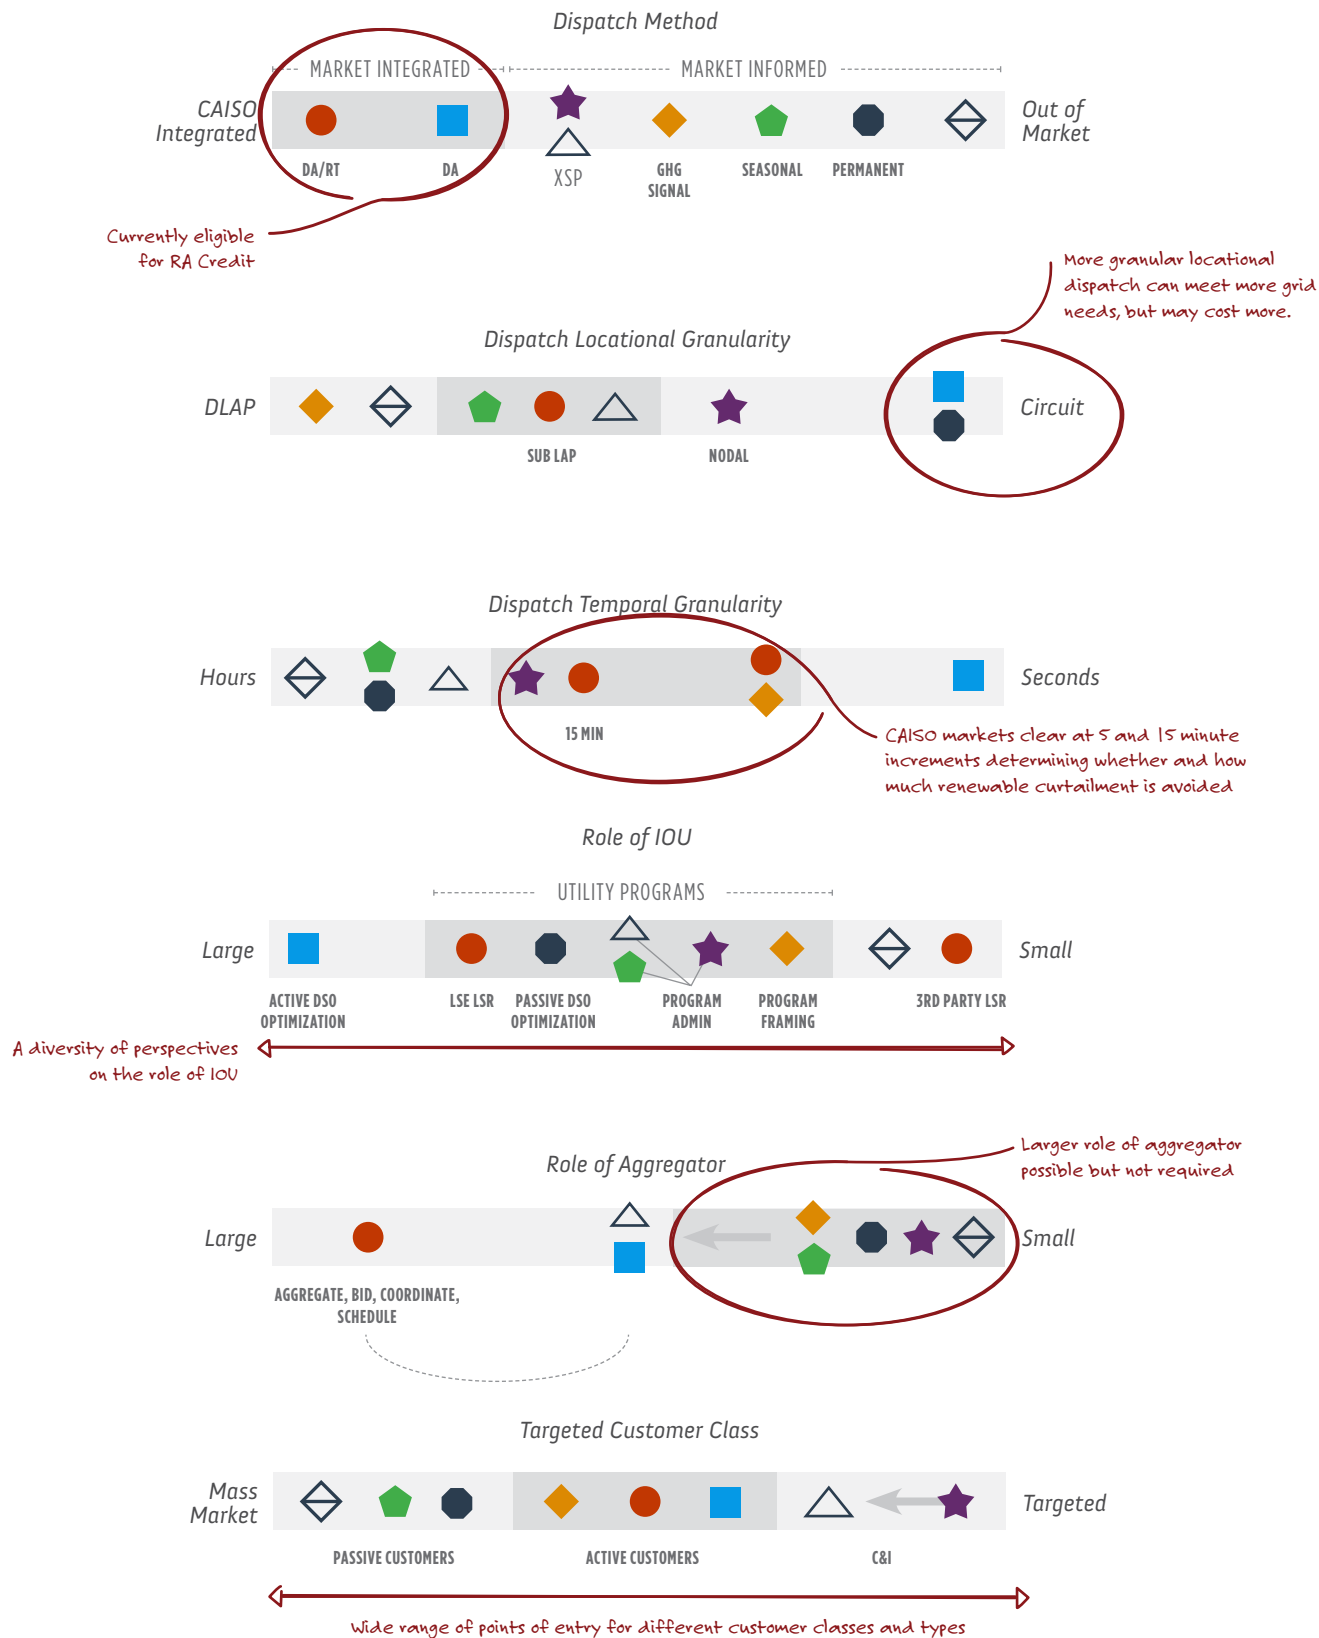 Dispatch Method
MARKET INTEGRATED
MARKET INFORMED
CAISO
Integrated
Out of
Market
DA/RT
DA
XSP
GHG
SIGNAL
SEASONAL
PERMANENT
Currently eligible
for RA Credit
More granular locational
dispatch can meet more grid
needs, but may cost more.
Dispatch Locational Granularity
DLAP
Circuit
SUB LAP
NODAL
Dispatch Temporal Granularity
Hours
Seconds
15 MIN
CAISO markets clear at 5 and 15 minute
increments determining whether and how
much renewable curtailment is avoided
Role of IOU
UTILITY PROGRAMS
Large
Small
ACTIVE DSO
OPTIMIZATION
LSE LSR
PASSIVE DSO
OPTIMIZATION
PROGRAM
ADMIN
PROGRAM
FRAMING
3RD PARTY LSR
A diversity of perspectives
on the role of IOU
Larger role of aggregator
possible but not required
Role of Aggregator
Large
Small
AGGREGATE, BID, COORDINATE,
SCHEDULE
Targeted Customer Class
Mass
Market
Targeted
PASSIVE CUSTOMERS
ACTIVE CUSTOMERS
C&I
Wide range of points of entry for different customer classes and types